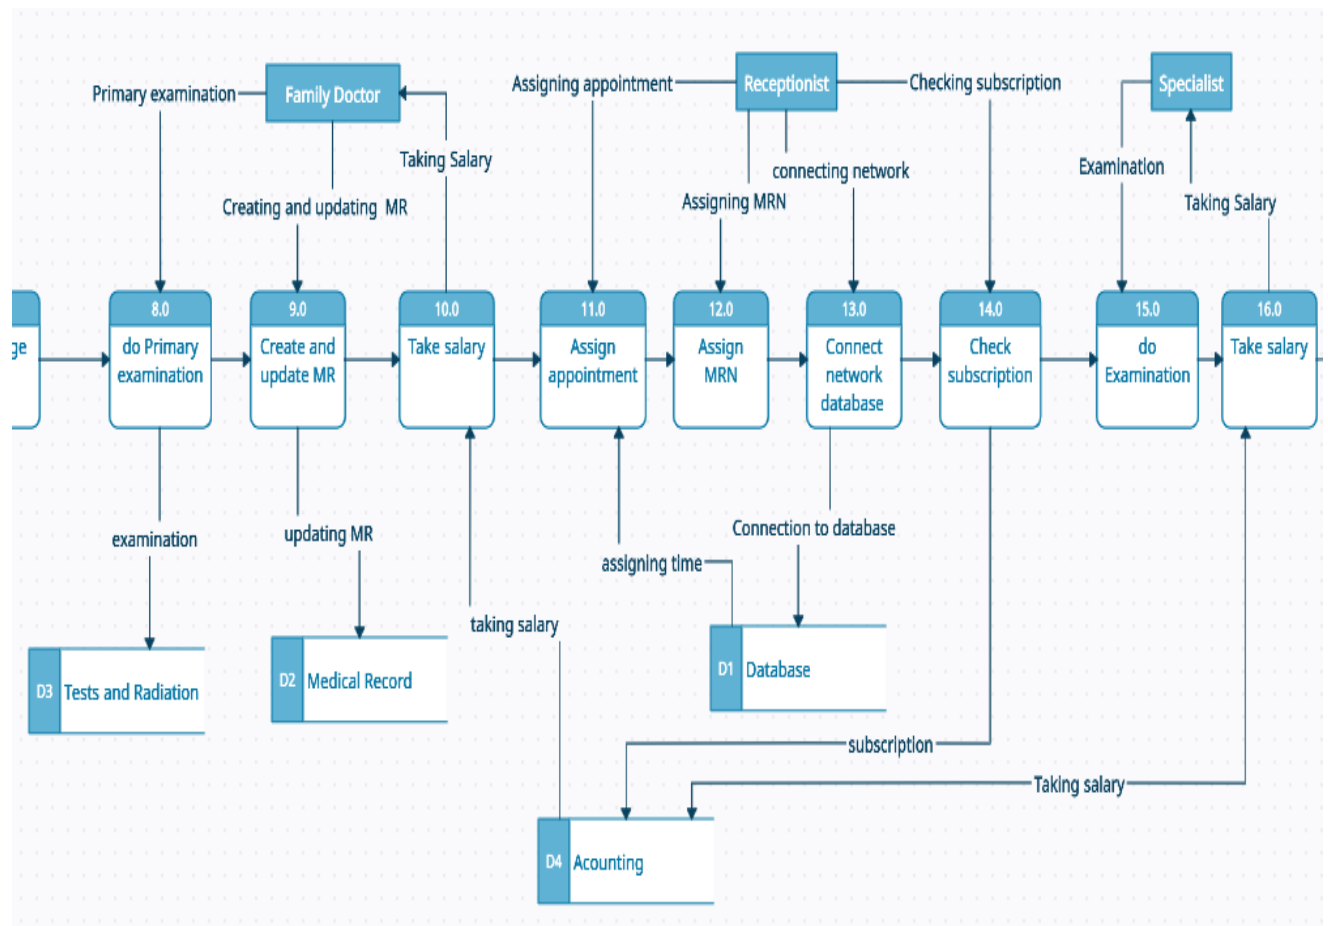 Family Doctor
Receptionist
Specialist
Primary examination
Assigning appointment
Checking subscription
Taking Salary
Examination
connecting network
Creating and updating MR
Assigning MRN
Taking Salary
ge
8.0
do Primary
examination
9.0
Create and
update MR
10.0
Take salary
11.0
Assign
appointment
12.0
Assign
MRN
13.0
Connect
network
database
14.0
Check
subscription
15.0
do
Examination
16.0
Take salary
examination
updating MR
Connection to database
assigning time
taking salary
D3
Tests and Radiation
D2
Medical Record
D1
Database
subscription
Taking salary
D4
Acounting